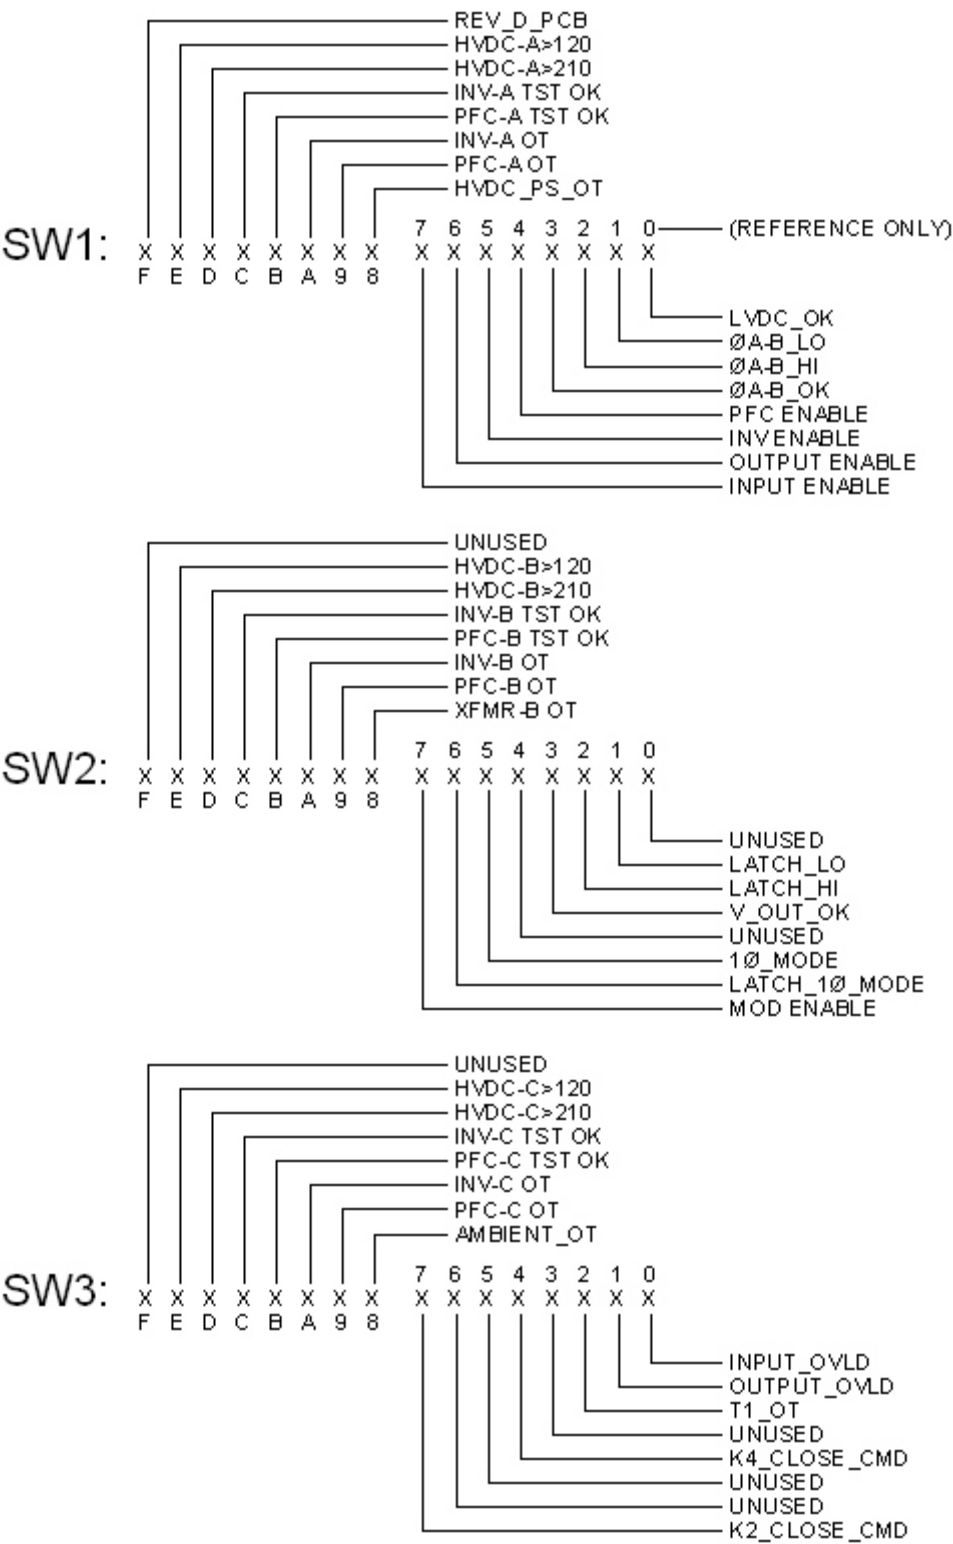 REV_D_PCB
HVDC-A>120
HVDC-A>210
INV-A TST OK
PFC-A TST OK
INV-A OT
PFC-A OT
HVDC_PS_OT
7 6 5 4 3 2 1 0 (REFERENCE ONLY)
SW1: X X X X X X X X X X X X X X X X
F E D C B A 9 8
LVDC_OK
ØA-B_LO
ØA-B_HI
ØA-B_OK
PFC ENABLE
INV ENABLE
OUTPUT ENABLE
INPUT ENABLE
UNUSED
HVDC-B>120
HVDC-B>210
INV-B TST OK
PFC-B TST OK
INV-B OT
PFC-B OT
XFMR-B OT
7 6 5 4 3 2 1 0
SW2: X X X X X X X X X X X X X X X X
F E D C B A 9 8
UNUSED
LATCH_LO
LATCH_HI
V_OUT_OK
UNUSED
1Ø_MODE
LATCH_1Ø_MODE
MOD ENABLE
UNUSED
HVDC-C>120
HVDC-C>210
INV-C TST OK
PFC-C TST OK
INV-C OT
PFC-C OT
AMBIENT_OT
7 6 5 4 3 2 1 0
SW3: X X X X X X X X X X X X X X X X
F E D C B A 9 8
INPUT_OVLD
OUTPUT_OVLD
T1_OT
UNUSED
K4_CLOSE_CMD
UNUSED
UNUSED
K2_CLOSE_CMD